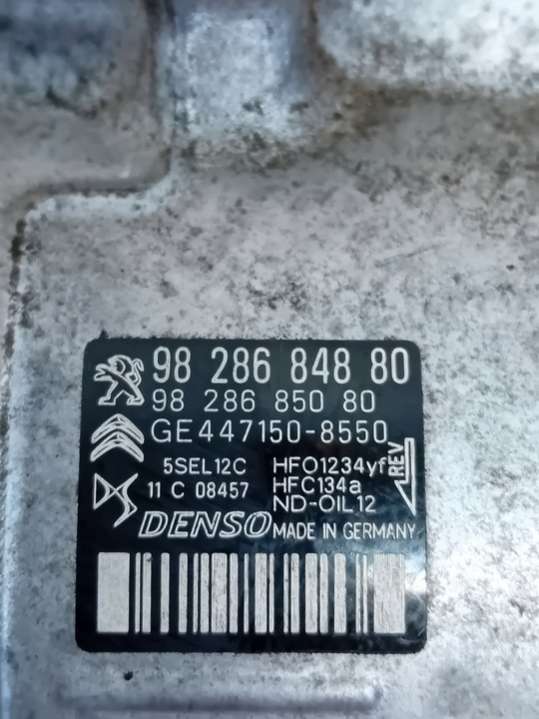 98 286 848 80
98 286 850 80
GE447150-8550
5SEL12C HFO1234yf
11 C 08457 HFC134a
ND-OIL12
REV
DENSO MADE IN GERMANY